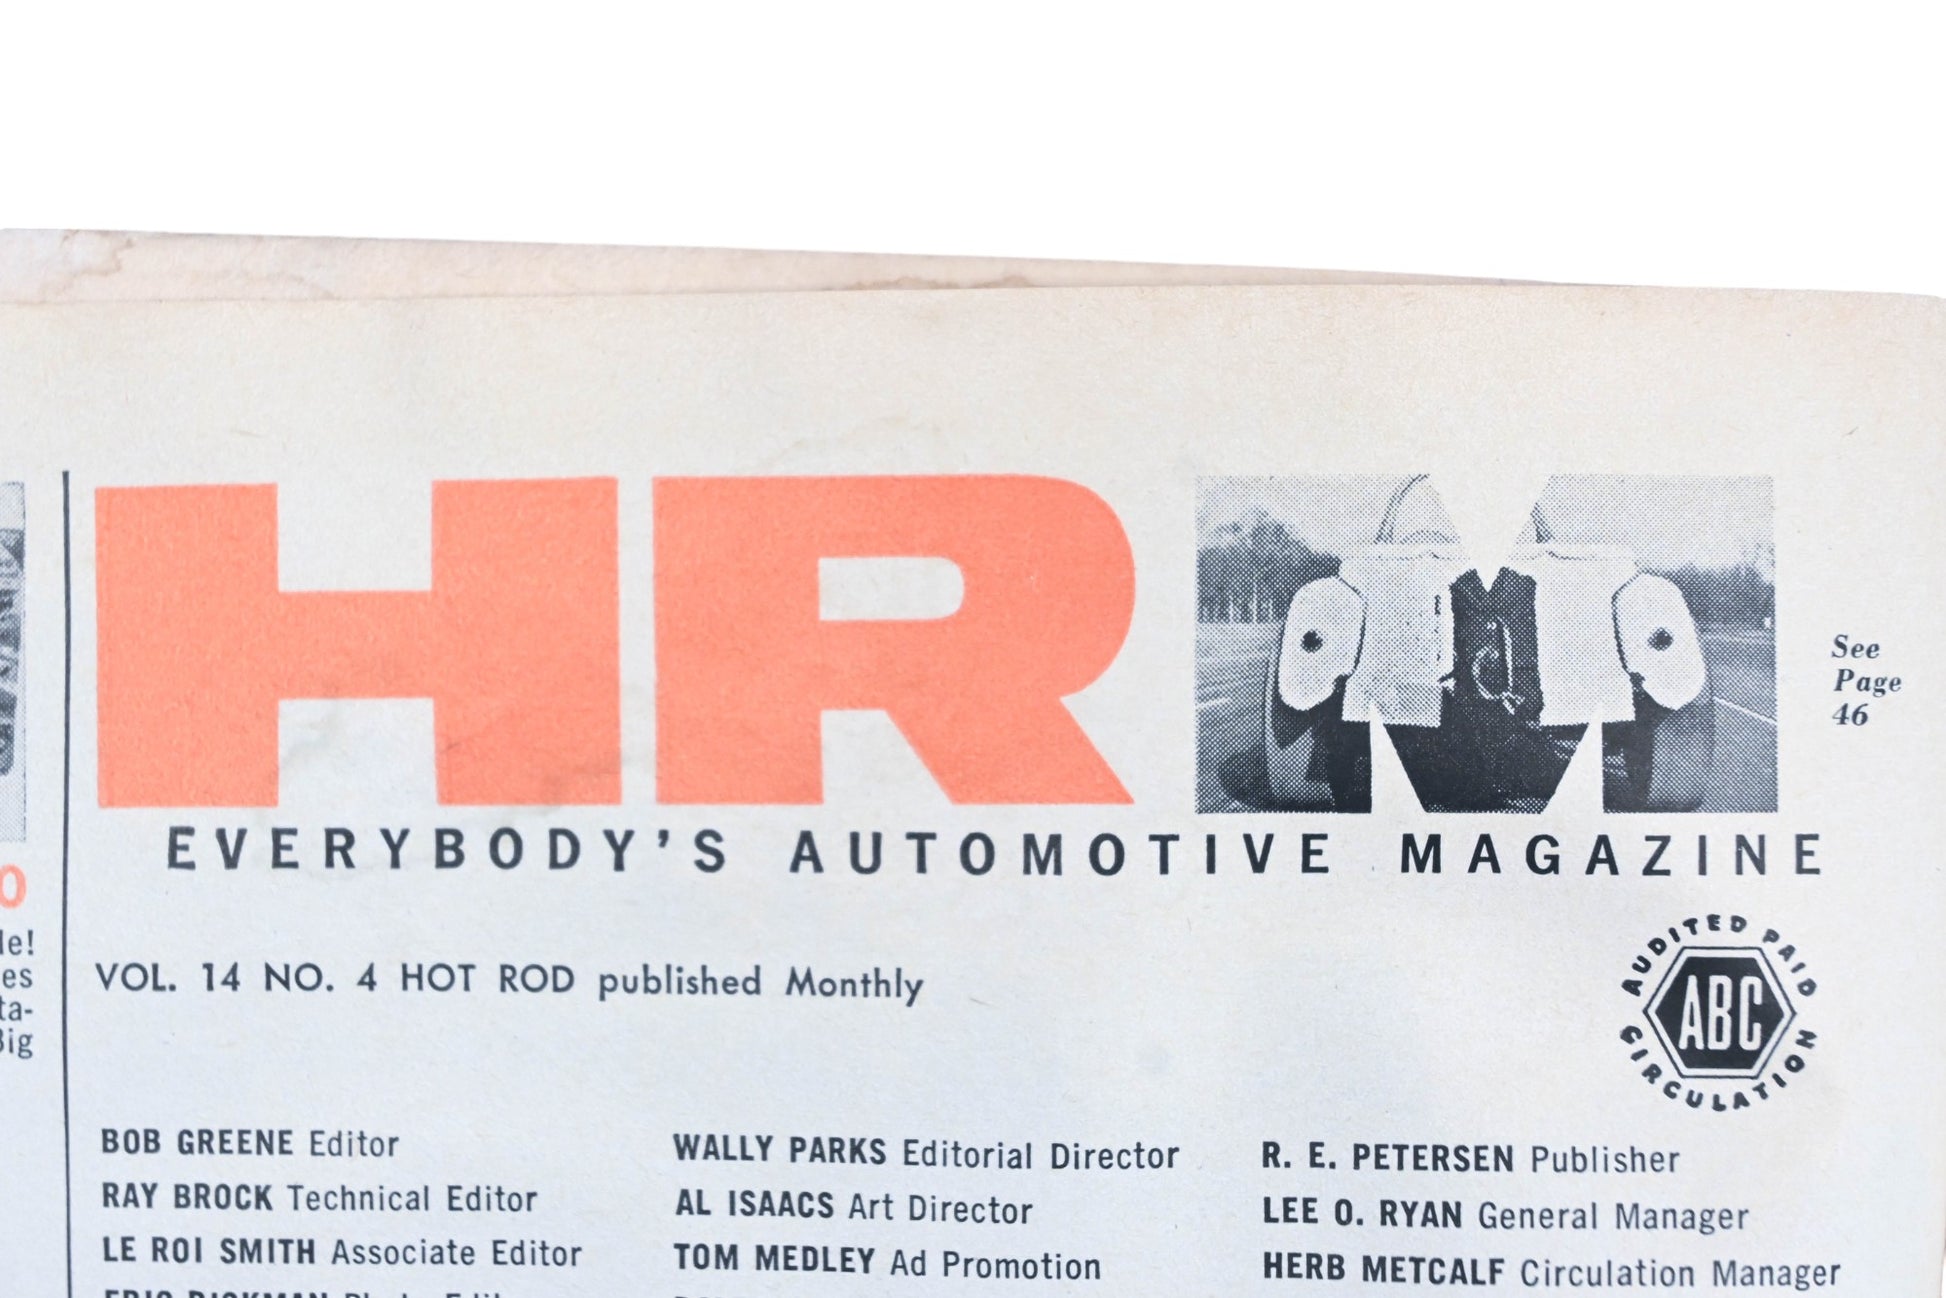 HRM
See
Page
46
EVERYBODY'S AUTOMOTIVE MAGAZINE
AUDITED PAID
ABC
CIRCULATION
VOL. 14 NO. 4 HOT ROD published Monthly
BOB GREENE Editor
RAY BROCK Technical Editor
LE ROI SMITH Associate Editor
WALLY PARKS Editorial Director
AL ISAACS Art Director
TOM MEDLEY Ad Promotion
R. E. PETERSEN Publisher
LEE O. RYAN General Manager
HERB METCALF Circulation Manager